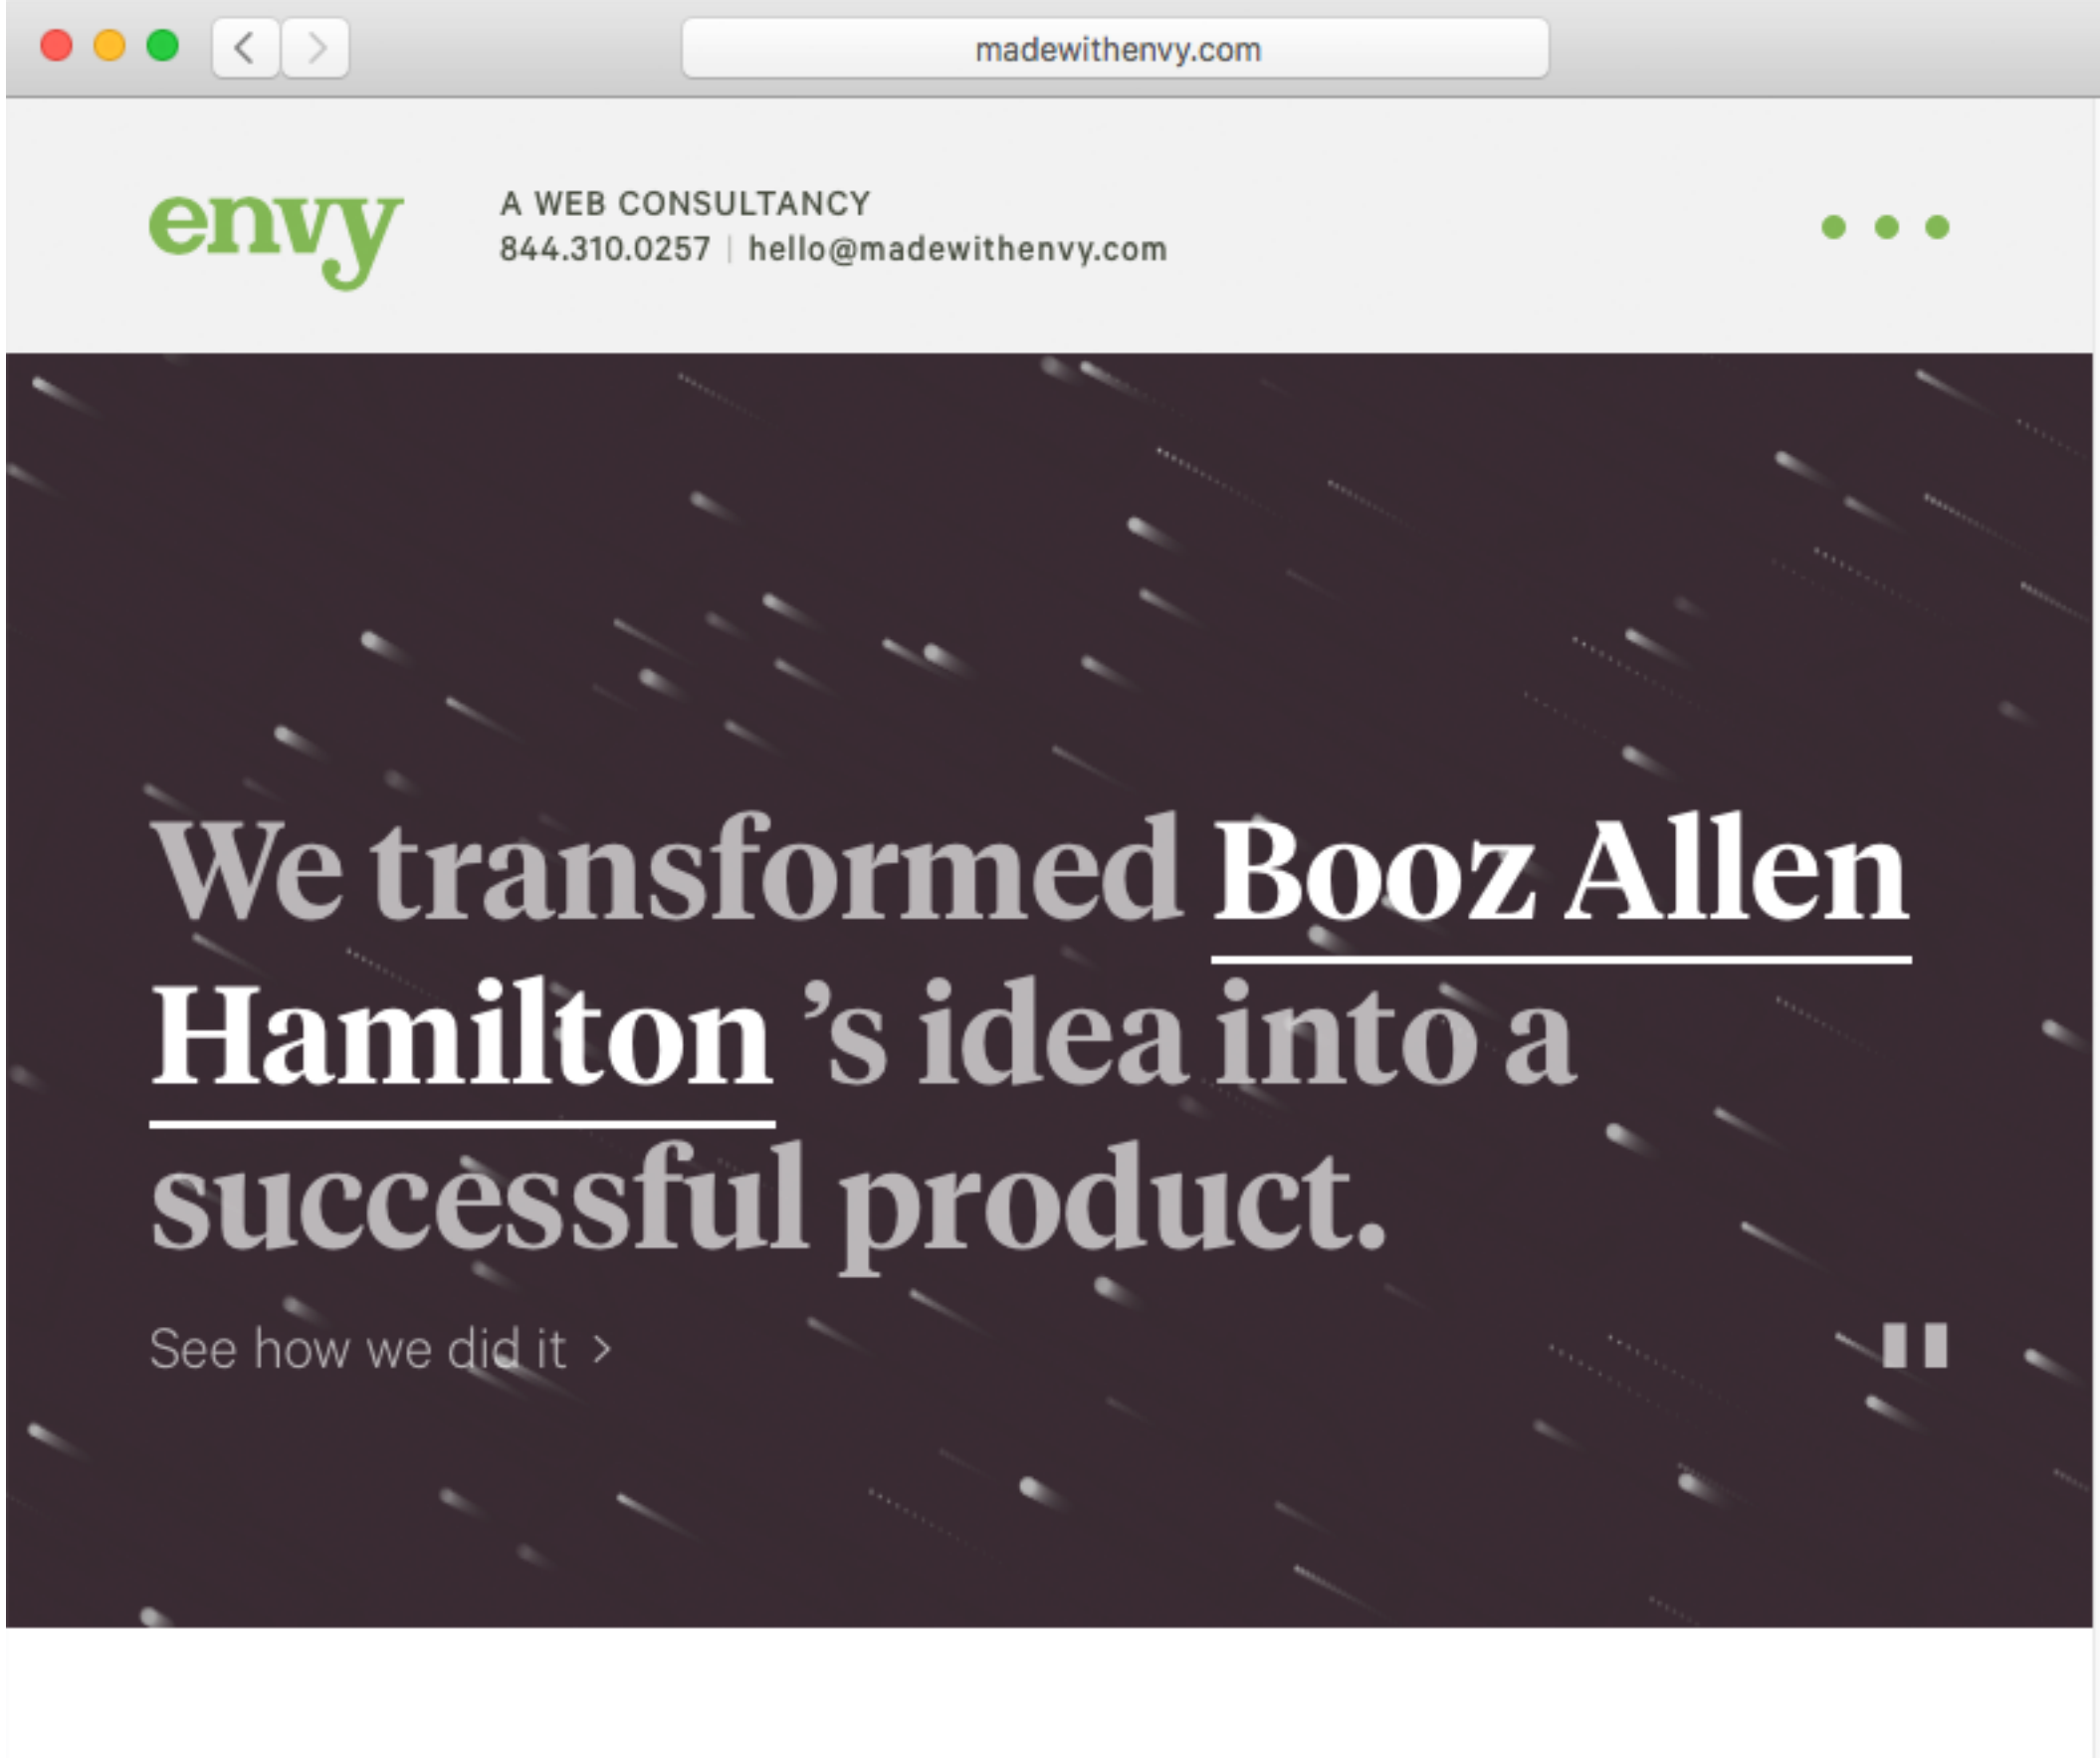 madewithenvy.com
envy
A WEB CONSULTANCY
844.310.0257 | hello@madewithenvy.com
We transformed Booz Allen
Hamilton ’s idea into a
successful product.
See how we did it >